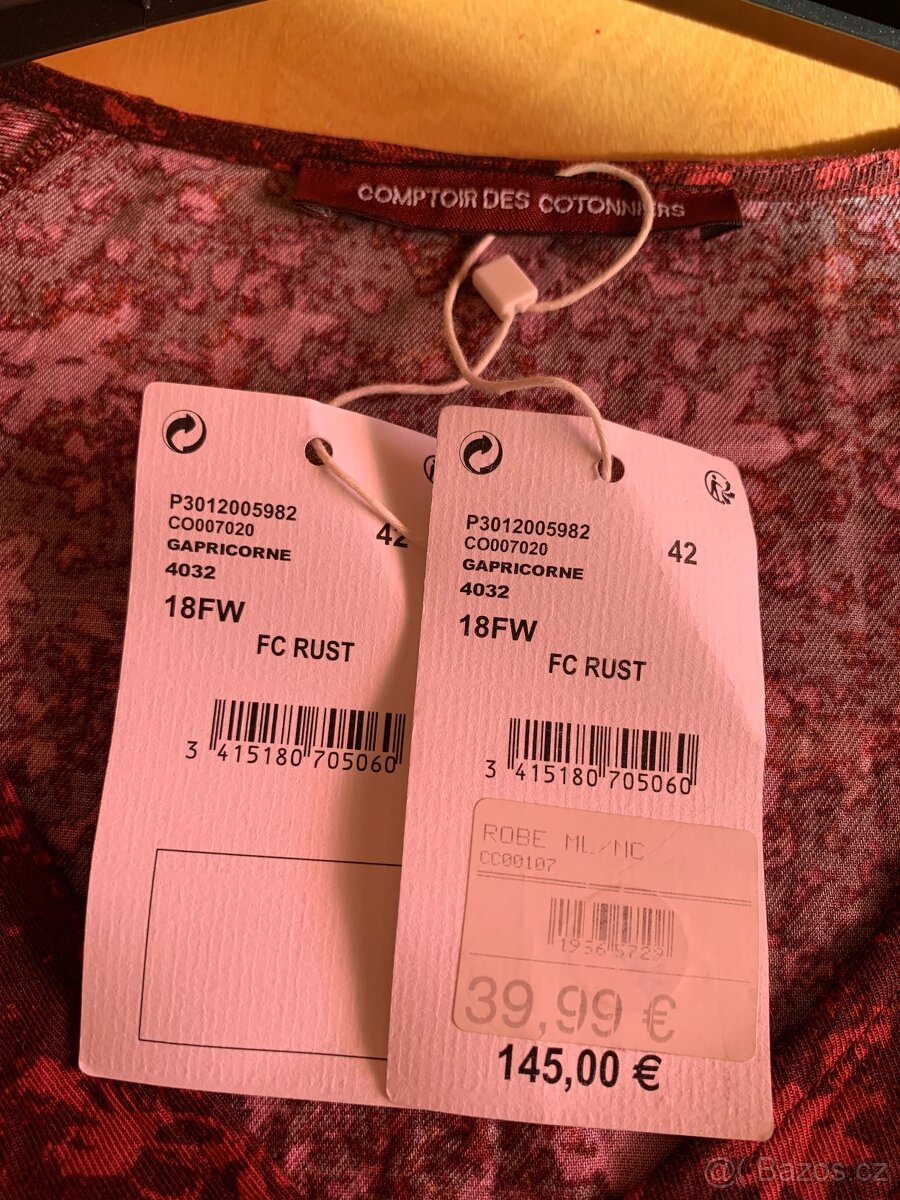 COMPTOIR DES COTONNIERS
P3012005982
CO007020
42
GAPRICORNE
4032
18FW
FC RUST
3 415180 705060
P3012005982
CO007020
42
GAPRICORNE
4032
18FW
FC RUST
3 415180 705060
ROBE ML/MC
CC00107
19565729
39,99 €
145,00 €
Bazos.cz